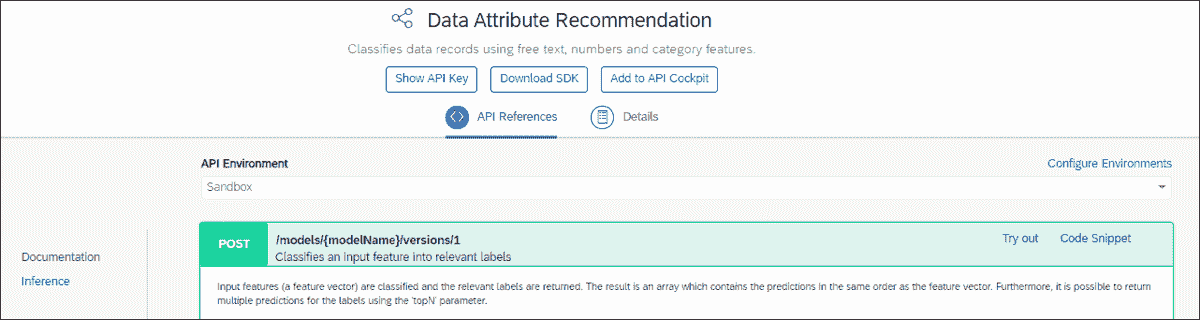 Data Attribute Recommendation
Classifies data records using free text, numbers and category features.
Show API Key Download SDK Add to API Cockpit
API References Details
API Environment Configure Environments
Sandbox
POST /models/{modelName}/versions/1 Try out Code Snippet
Classifies an input feature into relevant labels
Documentation
Inference
Input features (a feature vector) are classified and the relevant labels are returned. The result is an array which contains the predictions in the same order as the feature vector. Furthermore, it is possible to return
multiple predictions for the labels using the 'topN' parameter.